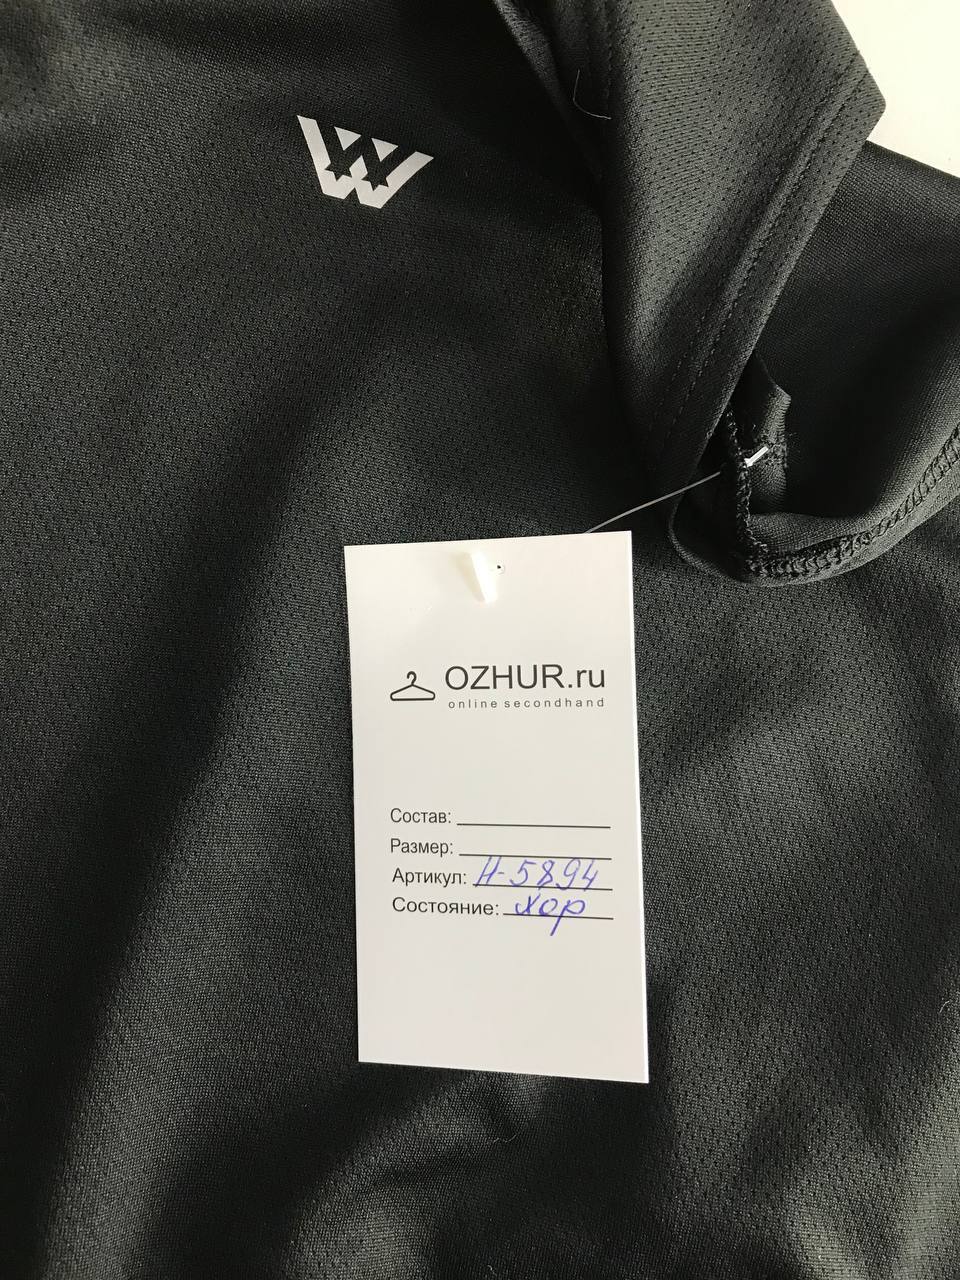 W
OZHUR.ru
online secondhand
Состав:
Размер:
Артикул: Н-5894
Состояние: хор